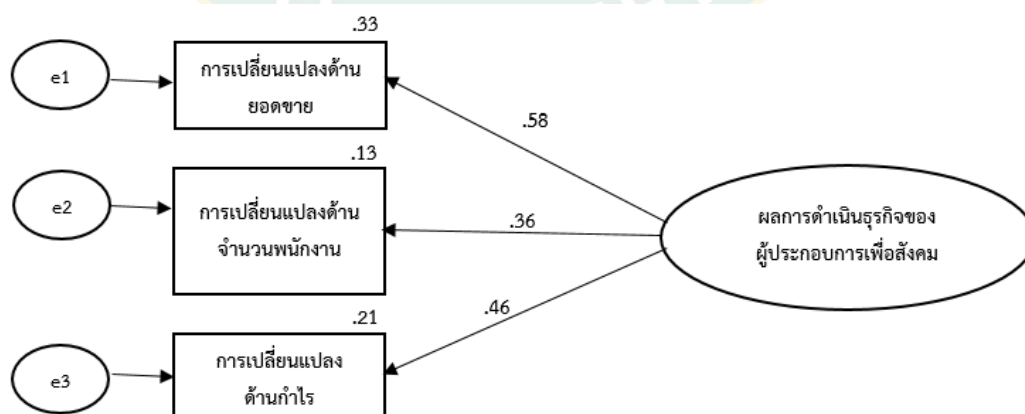 .33
e1
การเปลี่ยนแปลงด้าน
ยอดขาย
.58
.13
e2
การเปลี่ยนแปลงด้าน
จำนวนพนักงาน
.36
ผลการดำเนินธุรกิจของ
ผู้ประกอบการเพื่อสังคม
.46
.21
e3
การเปลี่ยนแปลง
ด้านกำไร